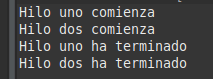 Hilo uno comienza
Hilo dos comienza
Hilo uno ha terminado
Hilo dos ha terminado